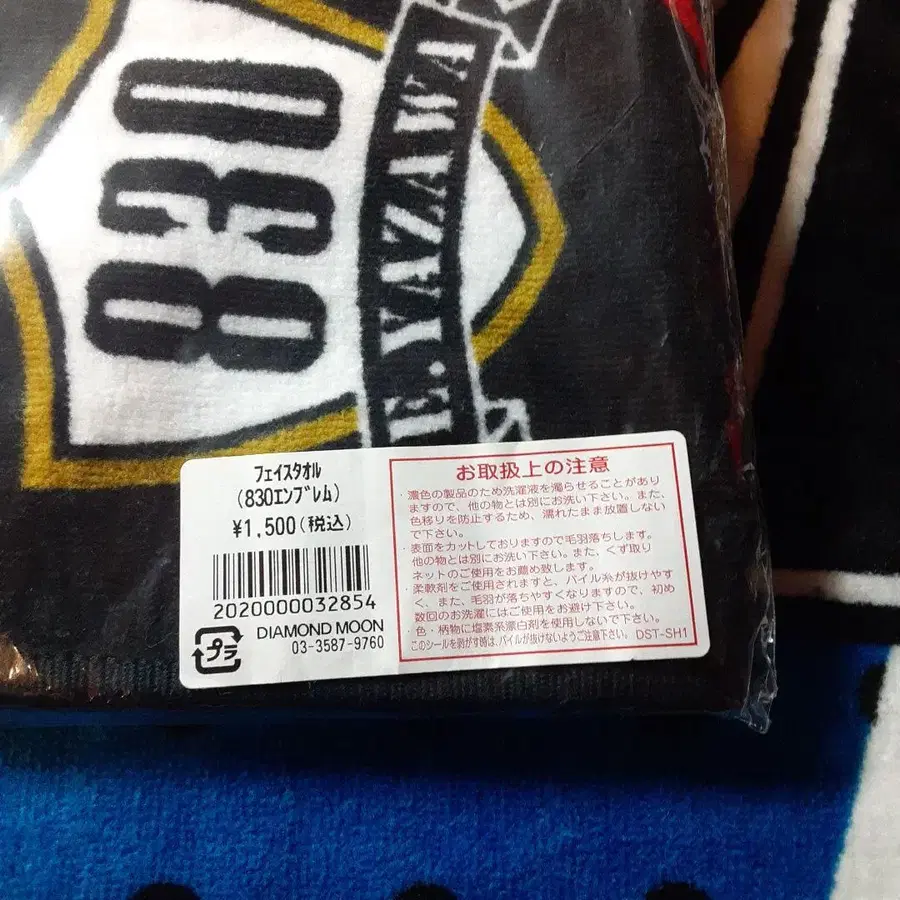 830
E.YAZAWA
フェイスタオル
(830エンブレム)
¥1,500(税込)
2020000032854
プラ
DIAMOND MOON
03-3587-9760
お取扱上の注意
・濃色の製品のため洗濯液を濁らせることがあり
ますので、他の物とは別にお洗い下さい。また、
色移りを防止するため、濡れたまま放置しない
で下さい。
・表面をカットしておりますので毛羽落ちします。
他の物とは別にお洗い下さい。また、くず取り
ネットのご使用をお薦め致します。
・柔軟剤をご使用されますと、パイル糸が抜けやす
く、また、毛羽が落ちやすくなりますので、初め
数回のお洗濯にはご使用をお避け下さい。
・色・柄物に塩素系漂白剤を使用しないで下さい。
このシールを剥がす時は、パイルが抜けないようご注意下さい。 DST-SH1